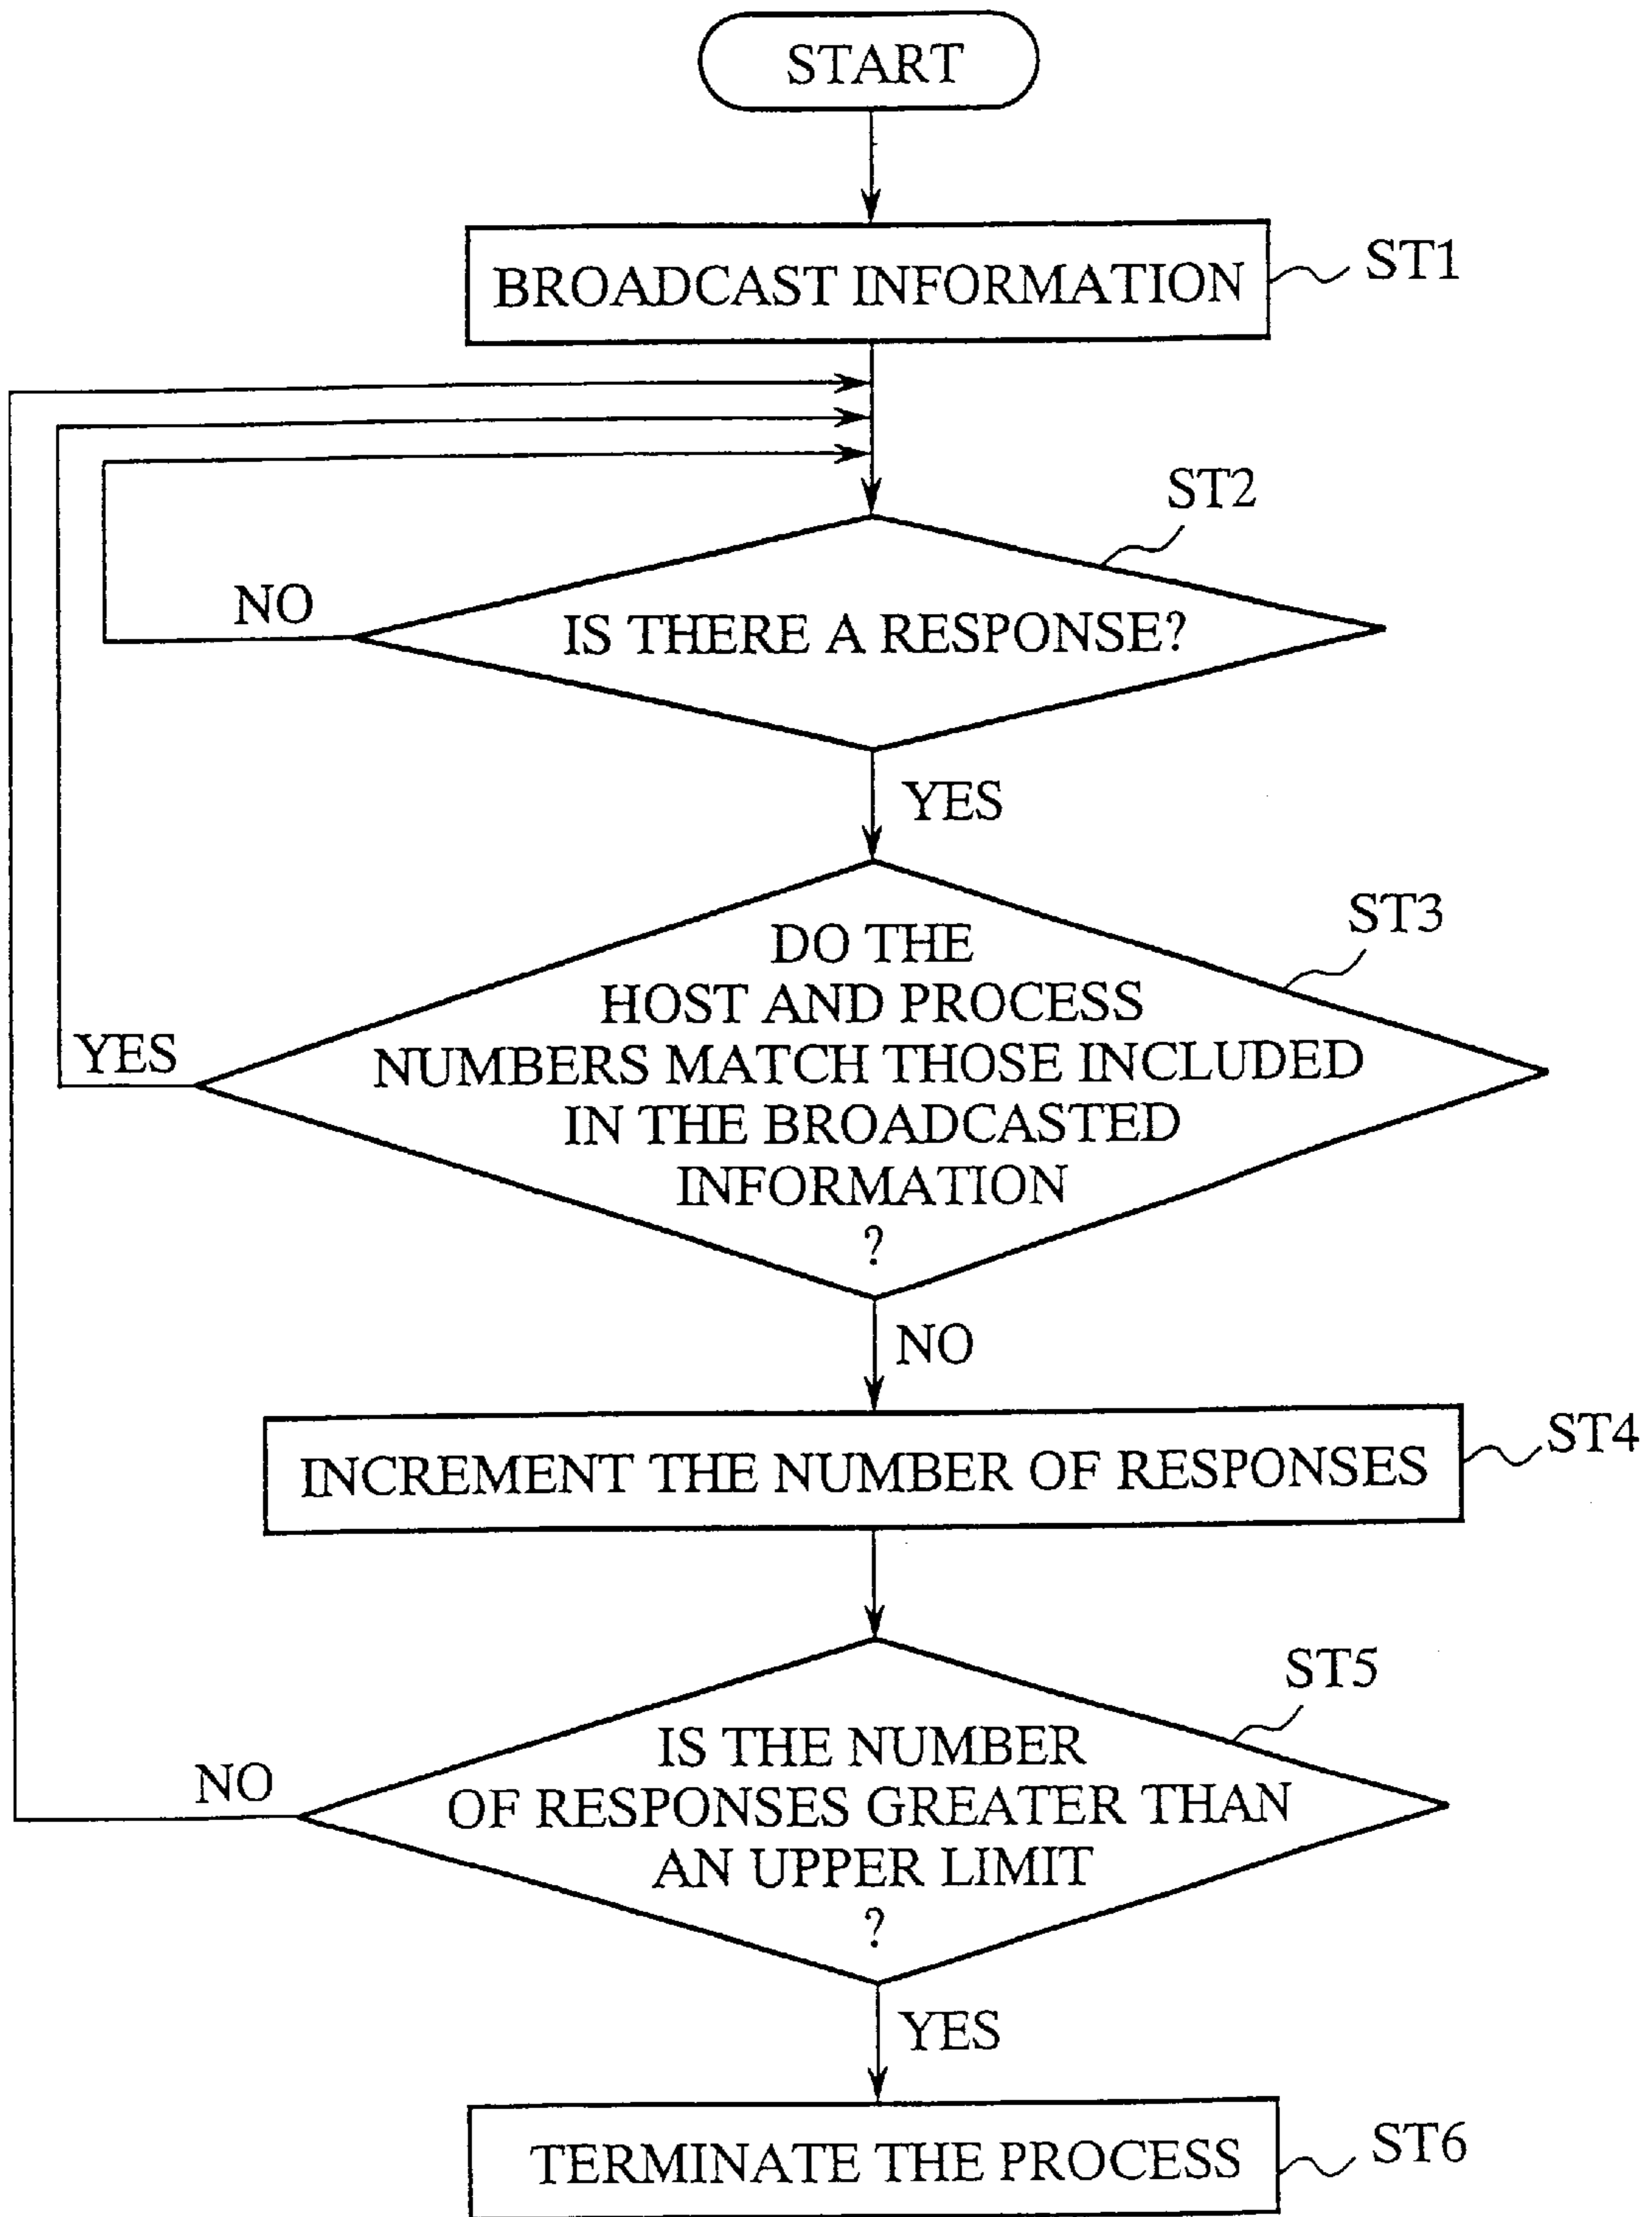 START
BROADCAST INFORMATION
ST1
ST2
NO
IS THERE A RESPONSE?
YES
ST3
DO THE
HOST AND PROCESS
NUMBERS MATCH THOSE INCLUDED
IN THE BROADCASTED
INFORMATION
?
YES
NO
INCREMENT THE NUMBER OF RESPONSES
ST4
ST5
IS THE NUMBER
OF RESPONSES GREATER THAN
AN UPPER LIMIT
?
NO
YES
TERMINATE THE PROCESS
ST6